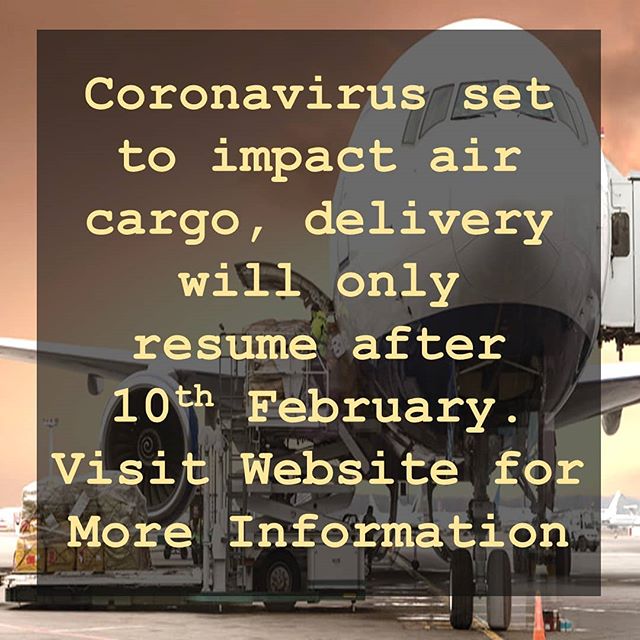 Coronavirus set
to impact air
cargo, delivery
will only
resume after
10th February.
Visit Website for
More Information